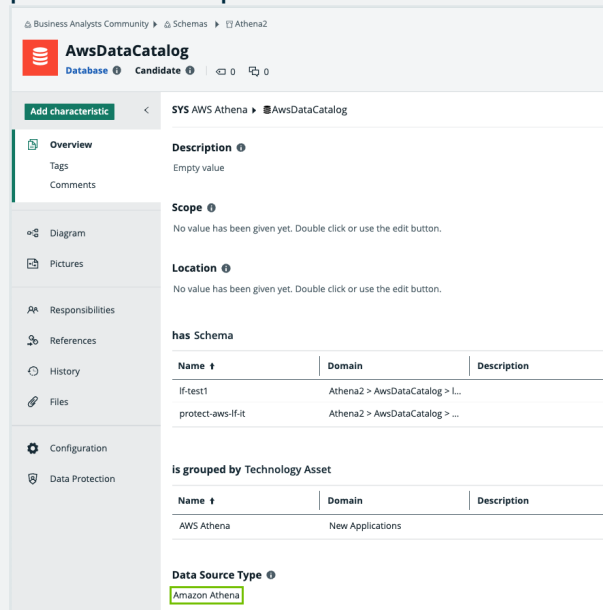 Business Analysts Community Schemas Athena2
AwsDataCatalog
Database Candidate 0 0
Add characteristic
SYS AWS Athena AwsDataCatalog
Overview
Tags
Comments
Diagram
Pictures
Responsibilities
References
History
Files
Configuration
Data Protection
Description
Empty value
Scope
No value has been given yet. Double click or use the edit button.
Location
No value has been given yet. Double click or use the edit button.
has Schema
Name Domain Description
lf-test1 Athena2 > AwsDataCatalog > l...
protect-aws-lf-it Athena2 > AwsDataCatalog > ...
is grouped by Technology Asset
Name Domain Description
AWS Athena New Applications
Data Source Type
Amazon Athena